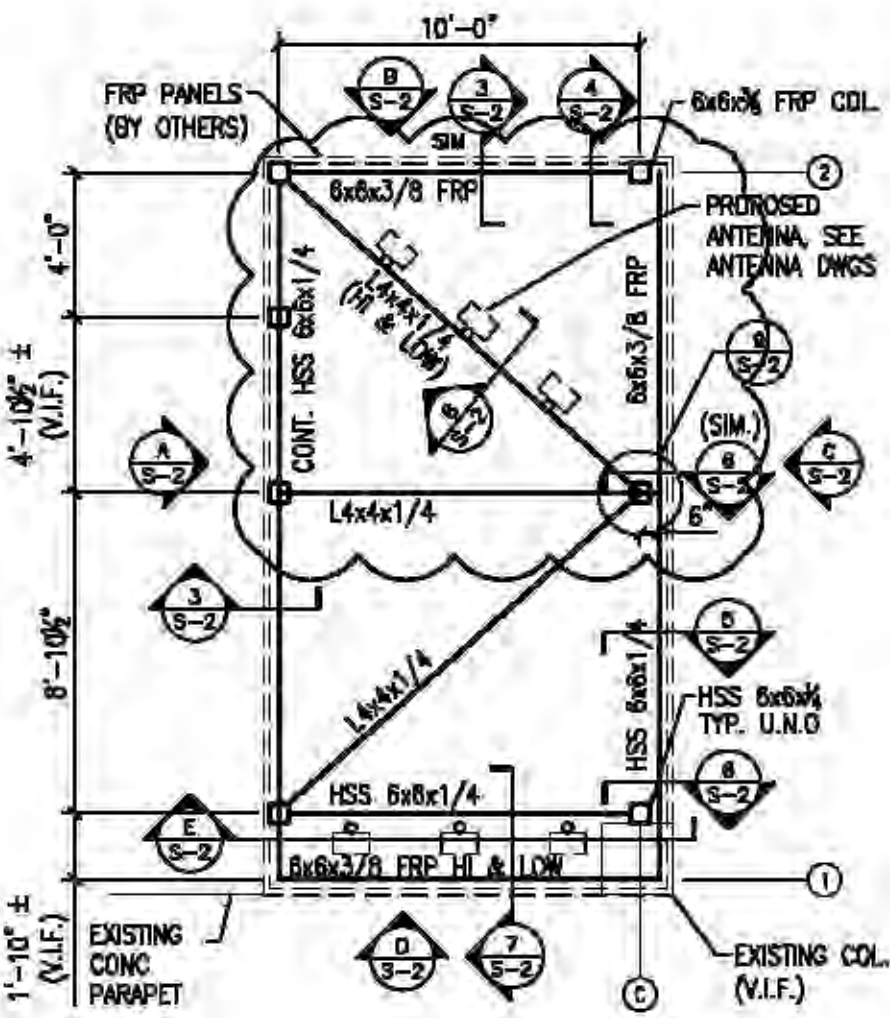 10'-0"
FRP PANELS
(BY OTHERS)
B
S-2
3
S-2
4
S-2
6x6x3/8 FRP COL.
SIM
2
6x6x3/8 FRP
PROPOSED
ANTENNA, SEE
ANTENNA DWGS
4'-0"
CONT. HSS 6x6x1/4
L4x4x1/4
(HI & LOW)
6x6x3/8 FRP
9
S-2
4'-10½" ±
(V.I.F.)
6
S-2
(SIM.)
A
S-2
6
S-2
C
S-2
L4x4x1/4
6"
3
S-2
8'-10½"
L4x4x1/4
HSS 6x6x1/4
5
S-2
HSS 6x6x¼
TYP. U.N.O
HSS 6x6x1/4
6
S-2
E
S-2
6x6x3/8 FRP HI & LOW
1
1'-10" ±
(V.I.F.)
EXISTING
CONC
PARAPET
D
S-2
7
S-2
C
EXISTING COL.
(V.I.F.)